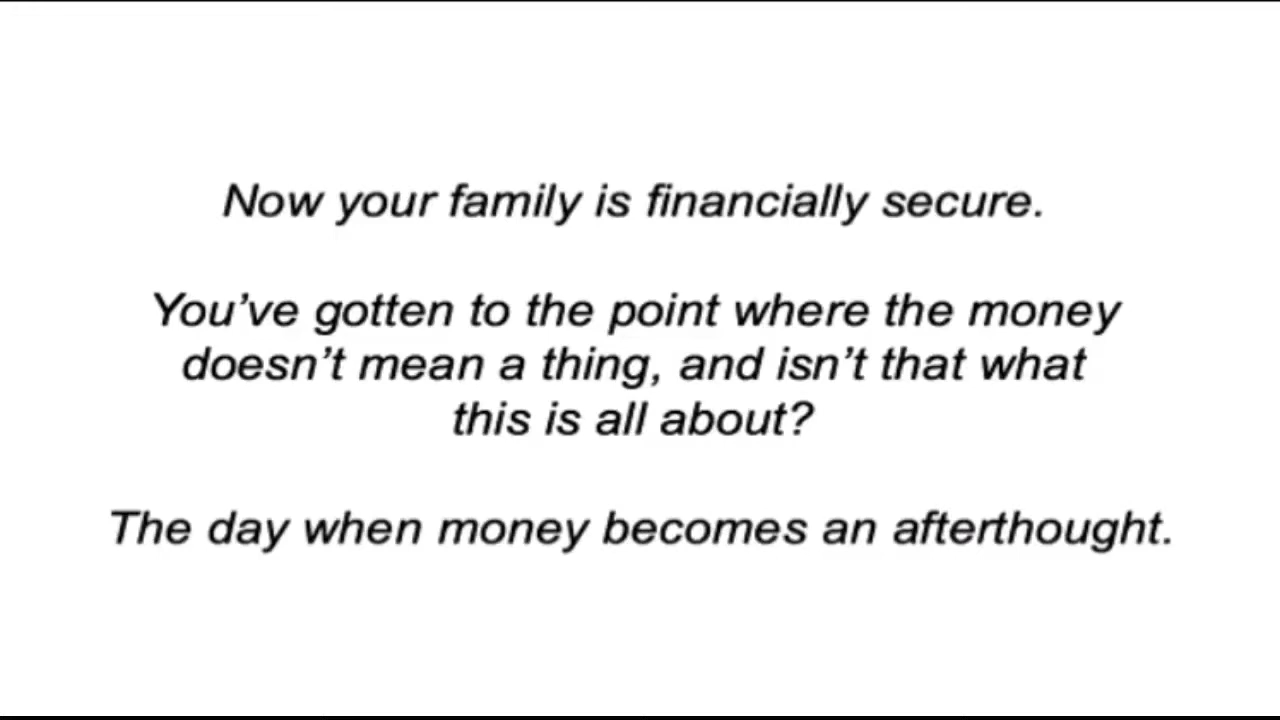 Now your family is financially secure.
You’ve gotten to the point where the money
doesn’t mean a thing, and isn’t that what
this is all about?
The day when money becomes an afterthought.